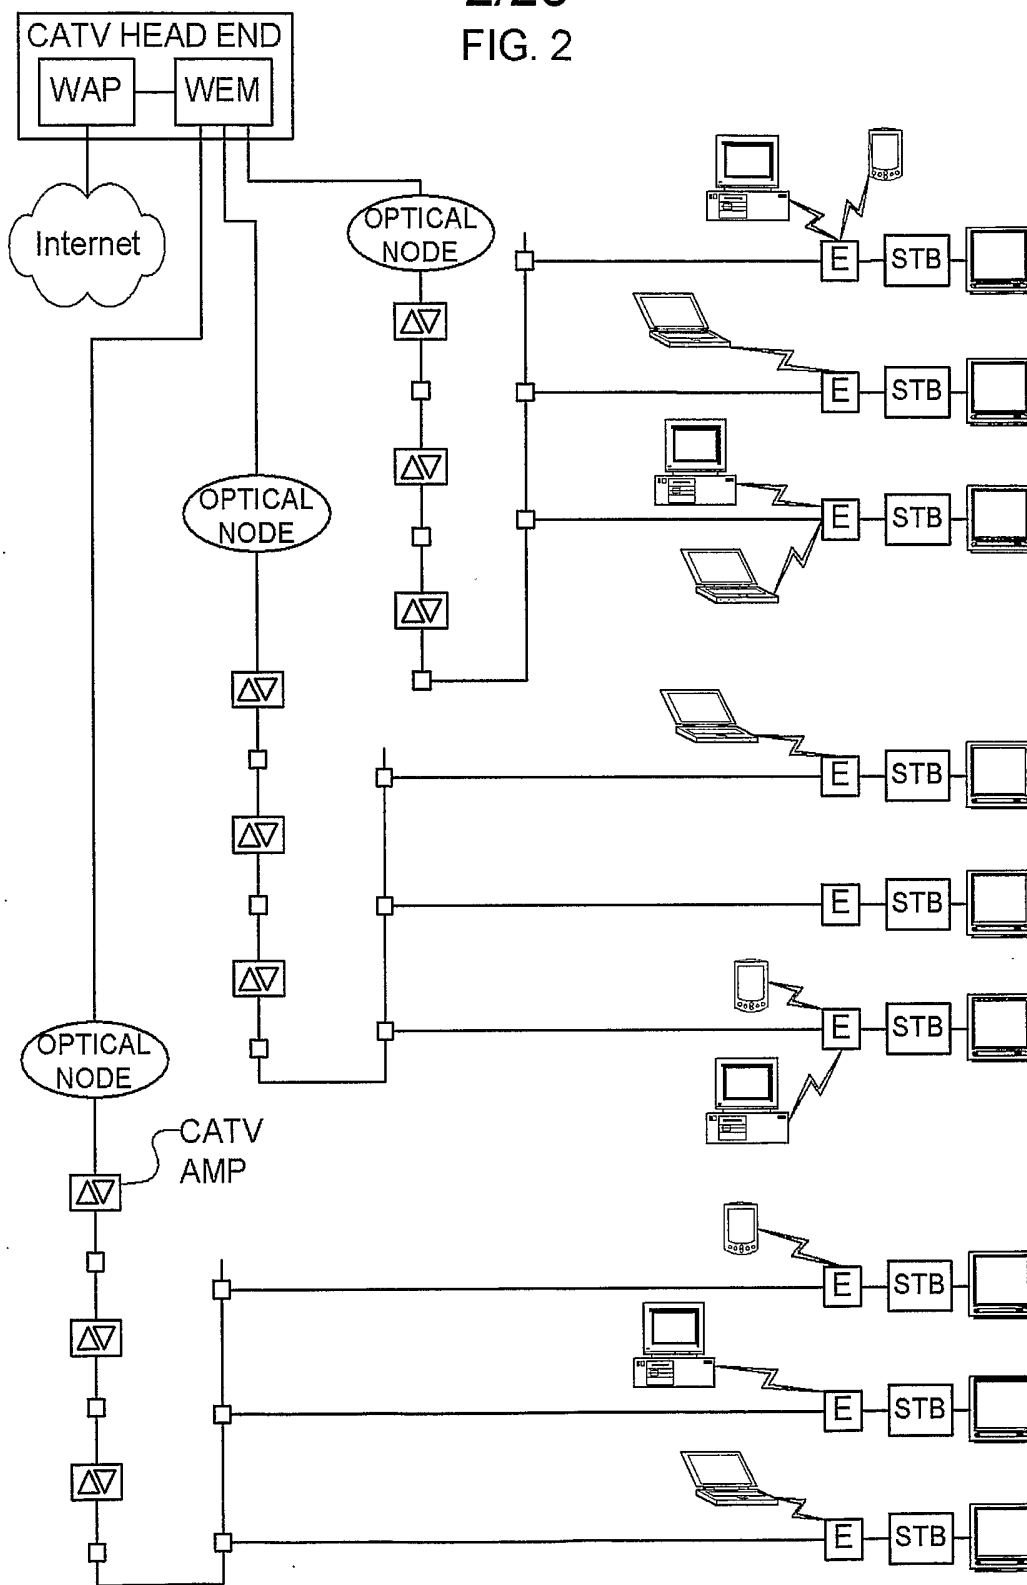 FIG. 2
CATV HEAD END
WAP
WEM
Internet
OPTICAL
NODE
E
STB
E
STB
E
STB
OPTICAL
NODE
E
STB
E
STB
E
STB
OPTICAL
NODE
CATV
AMP
E
STB
E
STB
E
STB